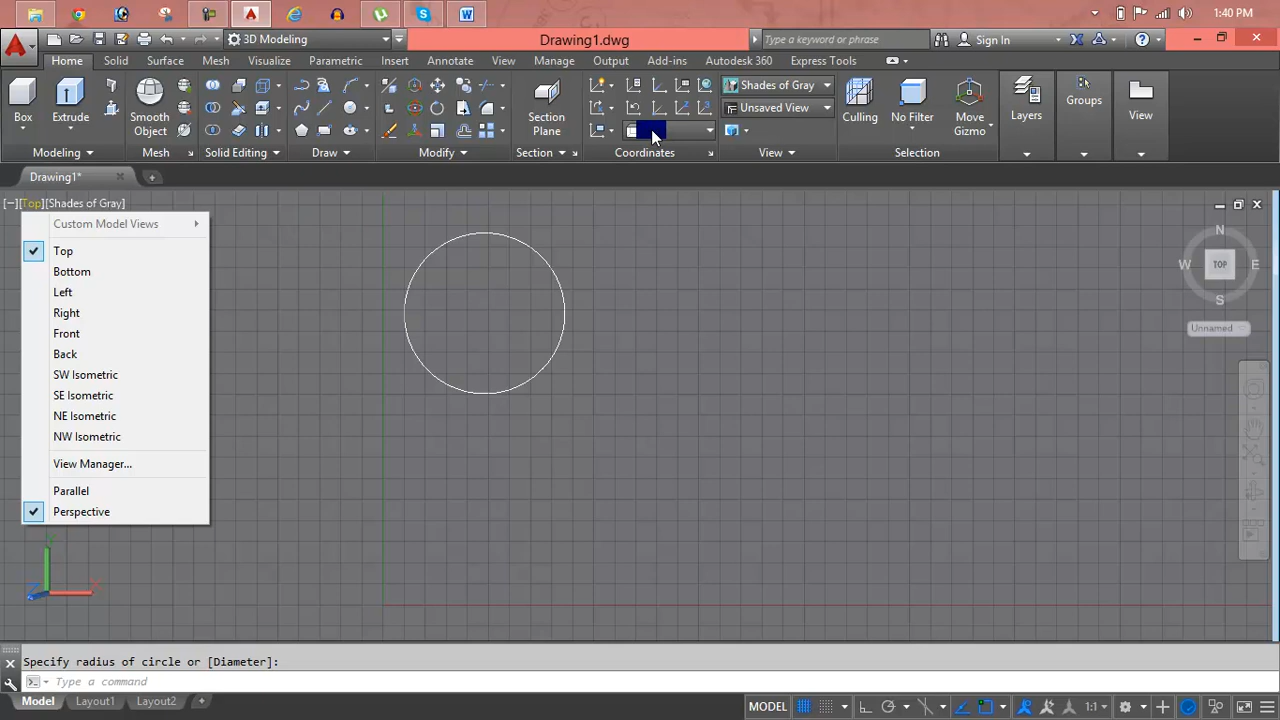 1:40 PM
3D Modeling
Drawing1.dwg
Type a keyword or phrase
Sign In
Home Solid Surface Mesh Visualize Parametric Insert Annotate View Manage Output Add-ins Autodesk 360 Express Tools
Box
Extrude
Smooth
Object
Section
Plane
Shades of Gray
Unsaved View
Culling
No Filter
Move
Gizmo
Layers
Groups
View
Modeling
Mesh
Solid Editing
Draw
Modify
Section
Coordinates
View
Selection
Drawing1*
[−][Top][Shades of Gray]
Custom Model Views
Top
Bottom
Left
Right
Front
Back
SW Isometric
SE Isometric
NE Isometric
NW Isometric
View Manager...
Parallel
Perspective
N
W TOP E
S
Unnamed
Specify radius of circle or [Diameter]:
Type a command
Model Layout1 Layout2
MODEL
1:1